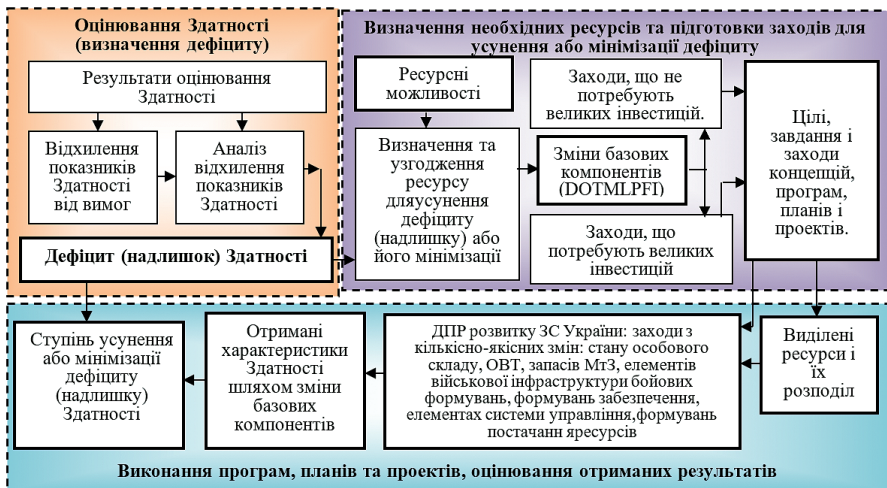 Оцінювання Здатності
(визначення дефіциту)
Результати оцінювання
Здатності
Відхилення
показників
Здатності
від вимог
Аналіз
відхилення
показників
Здатності
Дефіцит (надлишок) Здатності
Визначення необхідних ресурсів та підготовки заходів для
усунення або мінімізації дефіциту
Ресурсні
можливості
Визначення та
узгодження
ресурсу
дляусунення
дефіциту
(надлишку) або
його мінімізації
Зміни базових
компонентів
(DOTMLPFI)
Заходи, що не
потребують
великих інвестицій.
Заходи, що
потребують великих
інвестицій
Цілі,
завдання і
заходи
концепцій,
програм,
планів і
проектів.
Ступінь усунення
або мінімізації
дефіциту
(надлишку)
Здатності
Отримані
характеристики
Здатності
шляхом зміни
базових
компонентів
ДПР розвитку ЗС України: заходи з
кількісно-якісних змін: стану особового
складу, ОВТ, запасів МтЗ, елементів
військової інфраструктури бойових
формувань, формувань забезпечення,
елементах системи управління,формувань
постачанн яресурсів
Виділені
ресурси і
їх
розподіл
Виконання програм, планів та проектів, оцінювання отриманих результатів